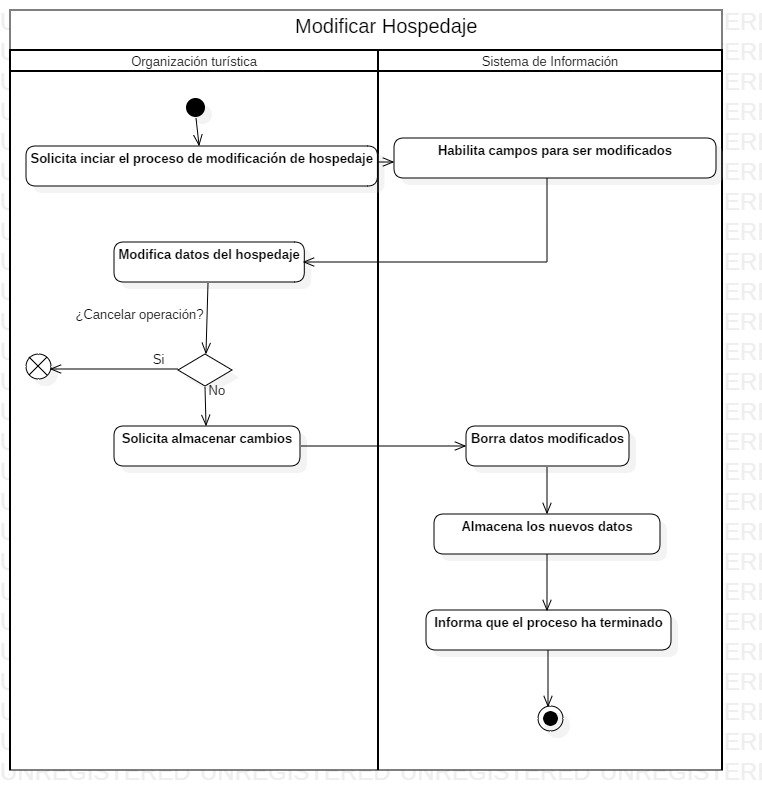 Modificar Hospedaje
Organización turística
Sistema de Información
Solicita inciar el proceso de modificación de hospedaje
Habilita campos para ser modificados
Modifica datos del hospedaje
¿Cancelar operación?
Si
No
Solicita almacenar cambios
Borra datos modificados
Almacena los nuevos datos
Informa que el proceso ha terminado
UNREGISTERED UNREGISTERED UNREGISTERED UNREGISTERED